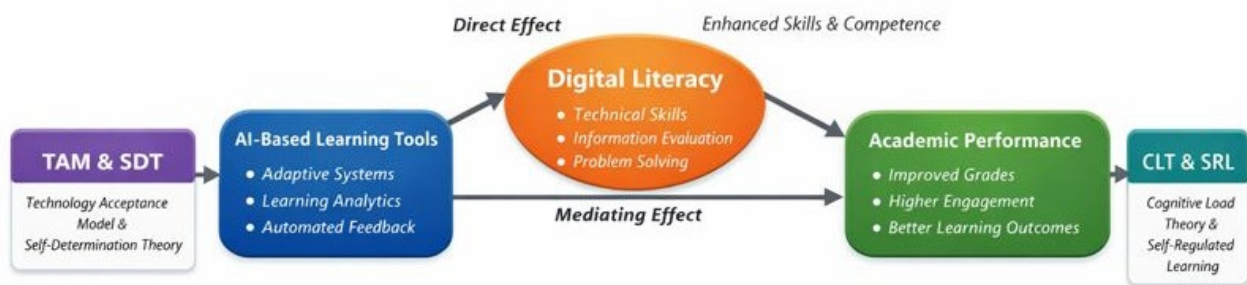 Direct Effect
Enhanced Skills & Competence
Digital Literacy
• Technical Skills
• Information Evaluation
• Problem Solving
TAM & SDT
Technology Acceptance
Model &
Self-Determination Theory
AI-Based Learning Tools
• Adaptive Systems
• Learning Analytics
• Automated Feedback
Mediating Effect
Academic Performance
• Improved Grades
• Higher Engagement
• Better Learning Outcomes
CLT & SRL
Cognitive Load
Theory &
Self-Regulated
Learning